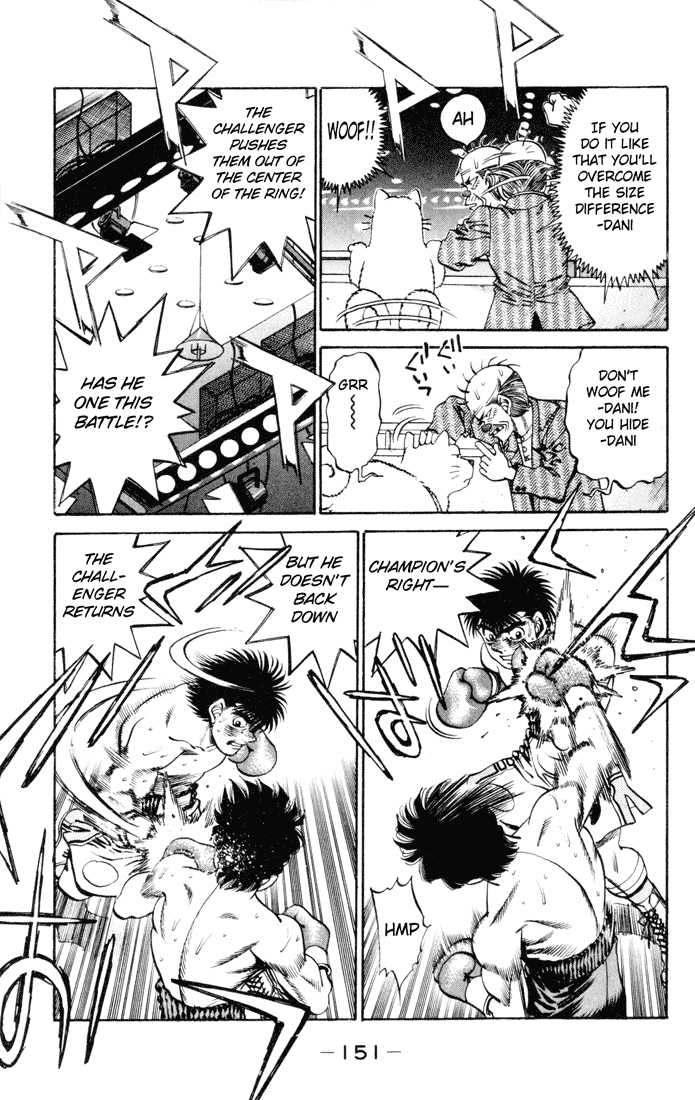 IF YOU
DO IT LIKE
THAT YOU'LL
OVERCOME
THE SIZE
DIFFERENCE
-DANI
AH
WOOF!!
DON'T
WOOF ME
-DANI!
YOU HIDE
-DANI
GRR
THE
CHALLENGER
PUSHES
THEM OUT OF
THE CENTER
OF THE RING!
HAS HE
ONE THIS
BATTLE!?
CHAMPION'S
RIGHT—
HMP
BUT HE
DOESN'T
BACK
DOWN
THE
CHALL-
ENGER
RETURNS
—151—